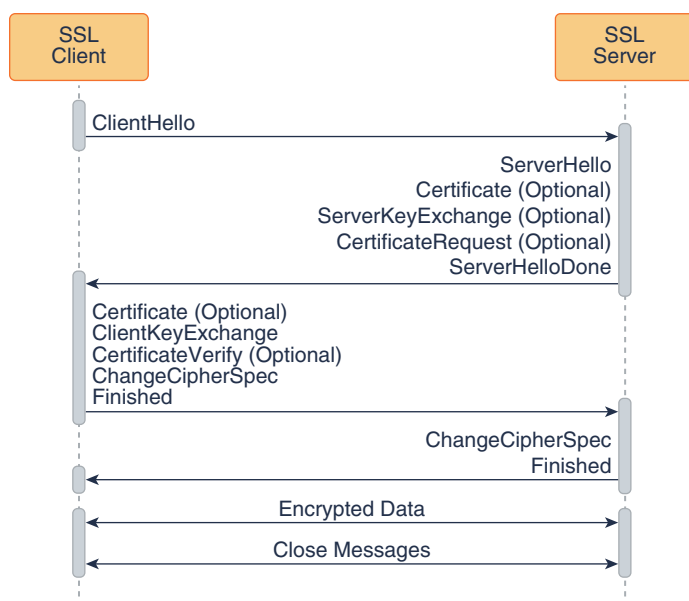 SSL
Client
SSL
Server
ClientHello
ServerHello
Certificate (Optional)
ServerKeyExchange (Optional)
CertificateRequest (Optional)
ServerHelloDone
Certificate (Optional)
ClientKeyExchange
CertificateVerify (Optional)
ChangeCipherSpec
Finished
ChangeCipherSpec
Finished
Encrypted Data
Close Messages